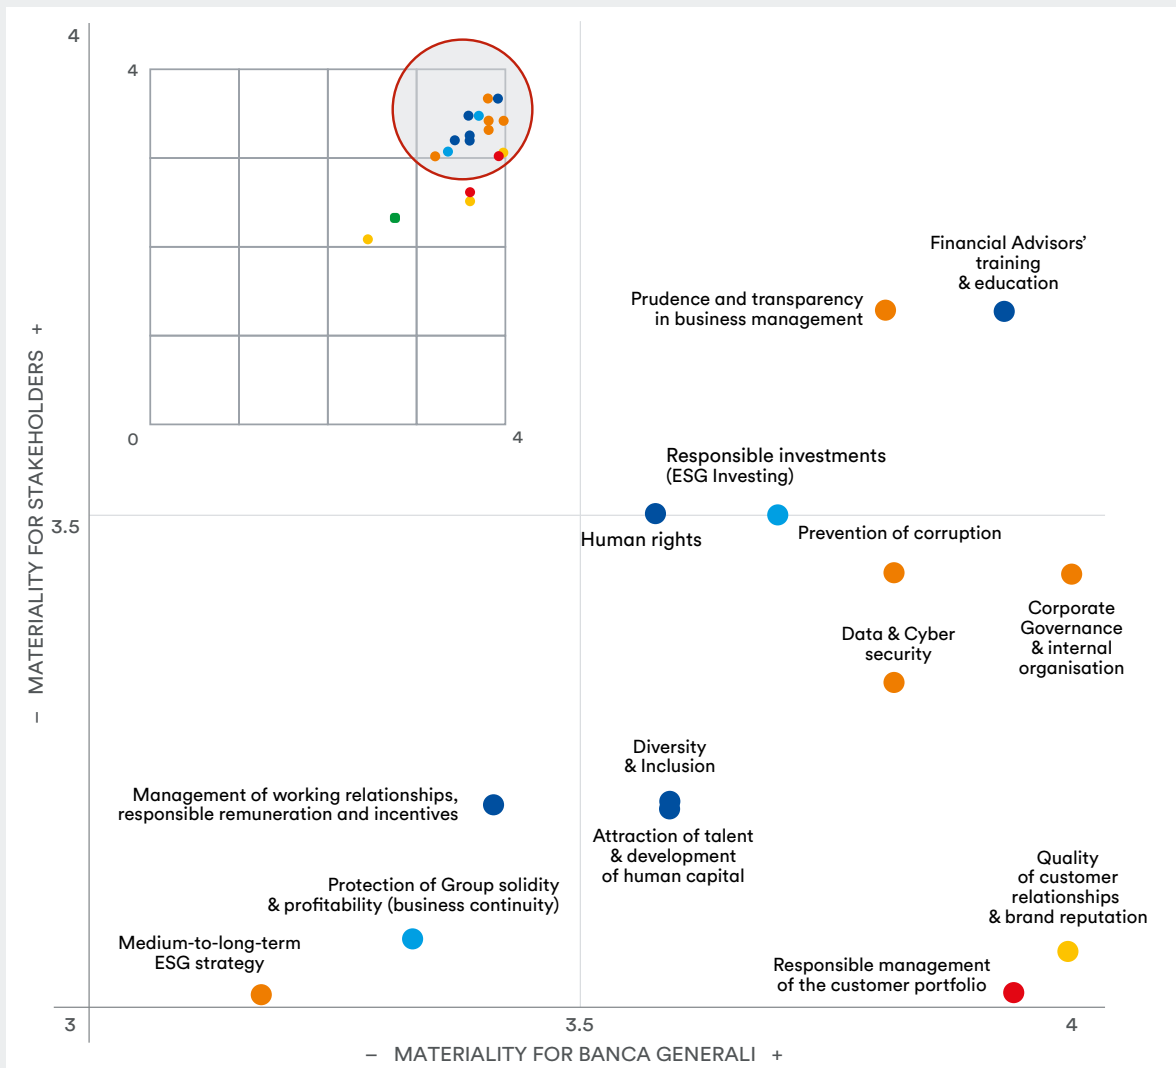 4
4
0
4
Financial Advisors’
training
& education
Prudence and transparency
in business management
Responsible investments
(ESG Investing)
3.5
Human rights
Prevention of corruption
Corporate
Governance
& internal
organisation
Data & Cyber
security
Diversity
& Inclusion
Management of working relationships,
responsible remuneration and incentives
Attraction of talent
& development
of human capital
Quality
of customer
relationships
& brand reputation
Protection of Group solidity
& profitability (business continuity)
Medium-to-long-term
ESG strategy
Responsible management
of the customer portfolio
3
3.5
4
– MATERIALITY FOR BANCA GENERALI +
– MATERIALITY FOR STAKEHOLDERS +